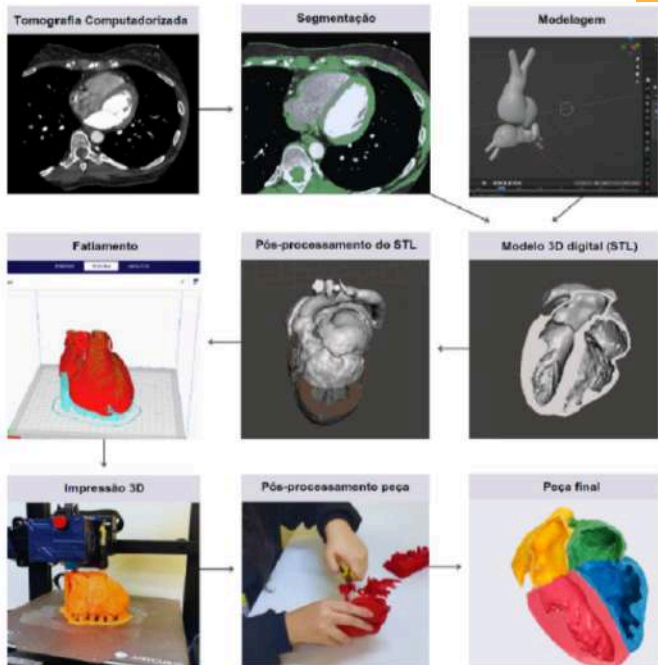 Tomografia Computadorizada
Segmentação
Modelagem
Fatiamento
Pós-processamento do STL
Modelo 3D digital (STL)
Impressão 3D
Pós-processamento peça
Peça final